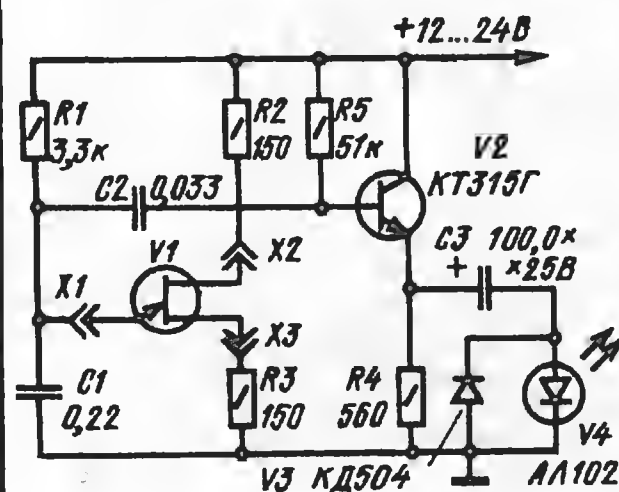 +12...24В
R1
3,3к
R2
150
R5
51к
V2
КТ315Г
C2
0,033
C3
100,0×
+
×25В
V1
X2
X1
X3
C1
0,22
R3
150
R4
560
V4
V3 КД504
АЛ102